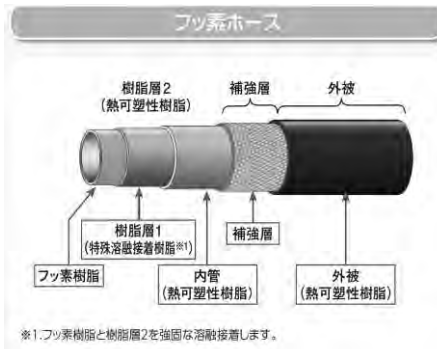 フッ素ホース
樹脂層2
(熱可塑性樹脂)
補強層
外被
樹脂層1
(特殊溶融接着樹脂※1)
補強層
フッ素樹脂
内管
(熱可塑性樹脂)
外被
(熱可塑性樹脂)
※1.フッ素樹脂と樹脂層2を強固な溶融接着します。